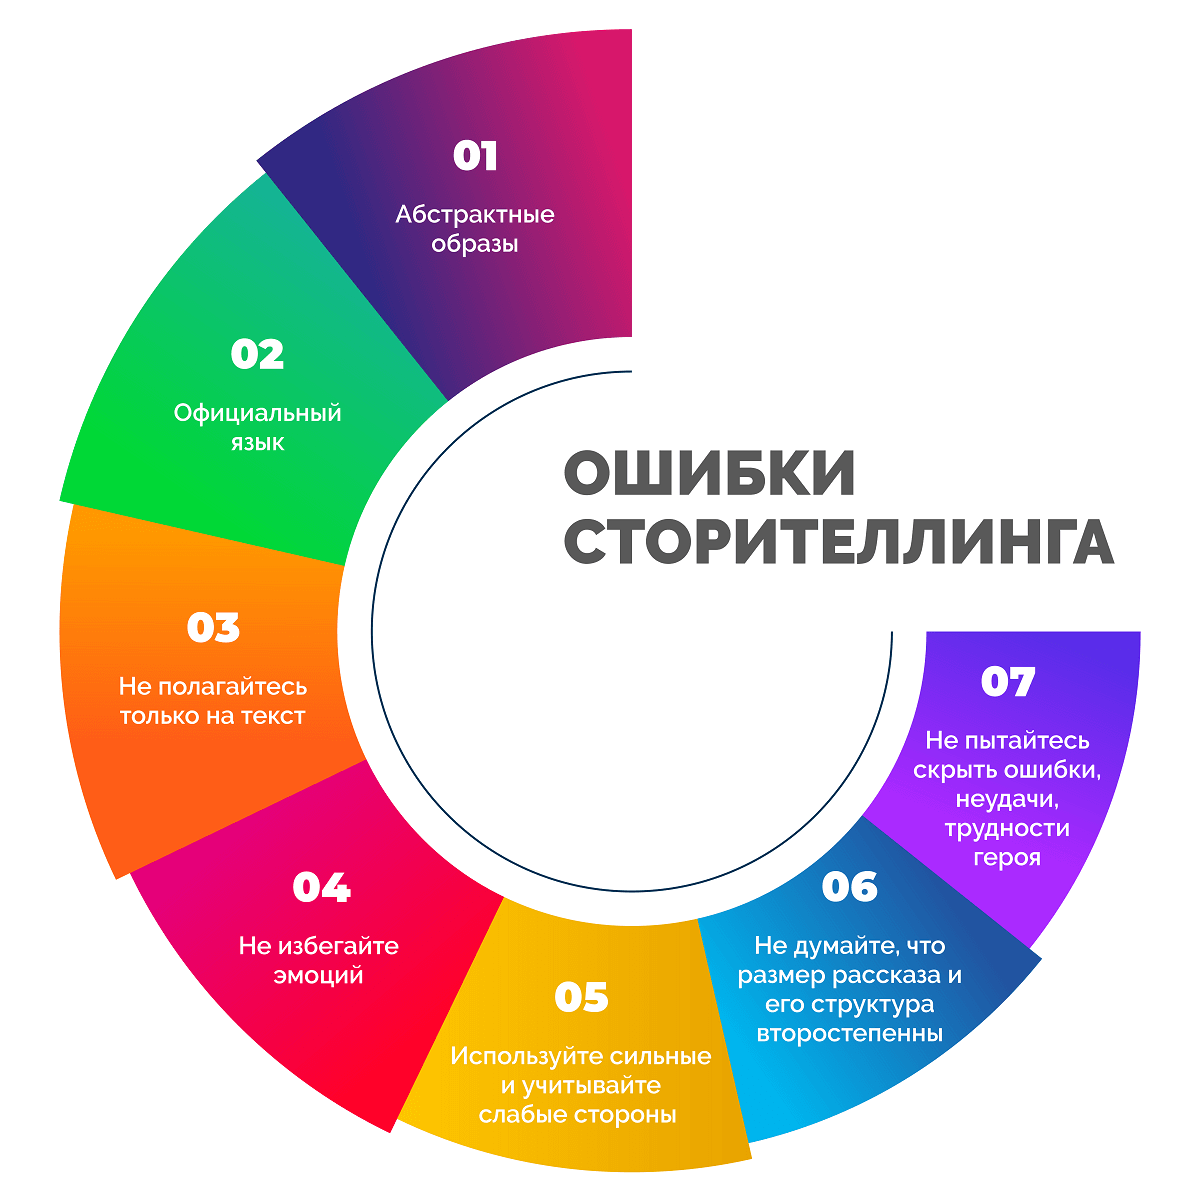 ОШИБКИ
СТОРИТЕЛЛИНГА
01
Абстрактные
образы
02
Официальный
язык
03
Не полагайтесь
только на текст
04
Не избегайте
эмоций
05
Используйте сильные
и учитывайте
слабые стороны
06
Не думайте, что
размер рассказа и
его структура
второстепенны
07
Не пытайтесь
скрыть ошибки,
неудачи,
трудности
героя